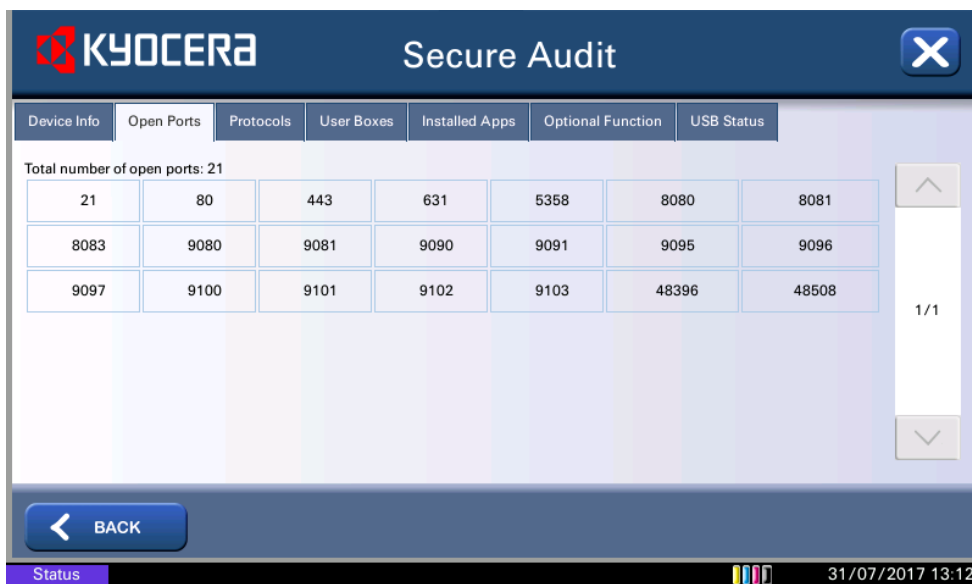 KYOCERA Secure Audit
Device Info Open Ports Protocols User Boxes Installed Apps Optional Function USB Status
Total number of open ports: 21
21 80 443 631 5358 8080 8081
8083 9080 9081 9090 9091 9095 9096
9097 9100 9101 9102 9103 48396 48508
1/1
BACK
Status 31/07/2017 13:12